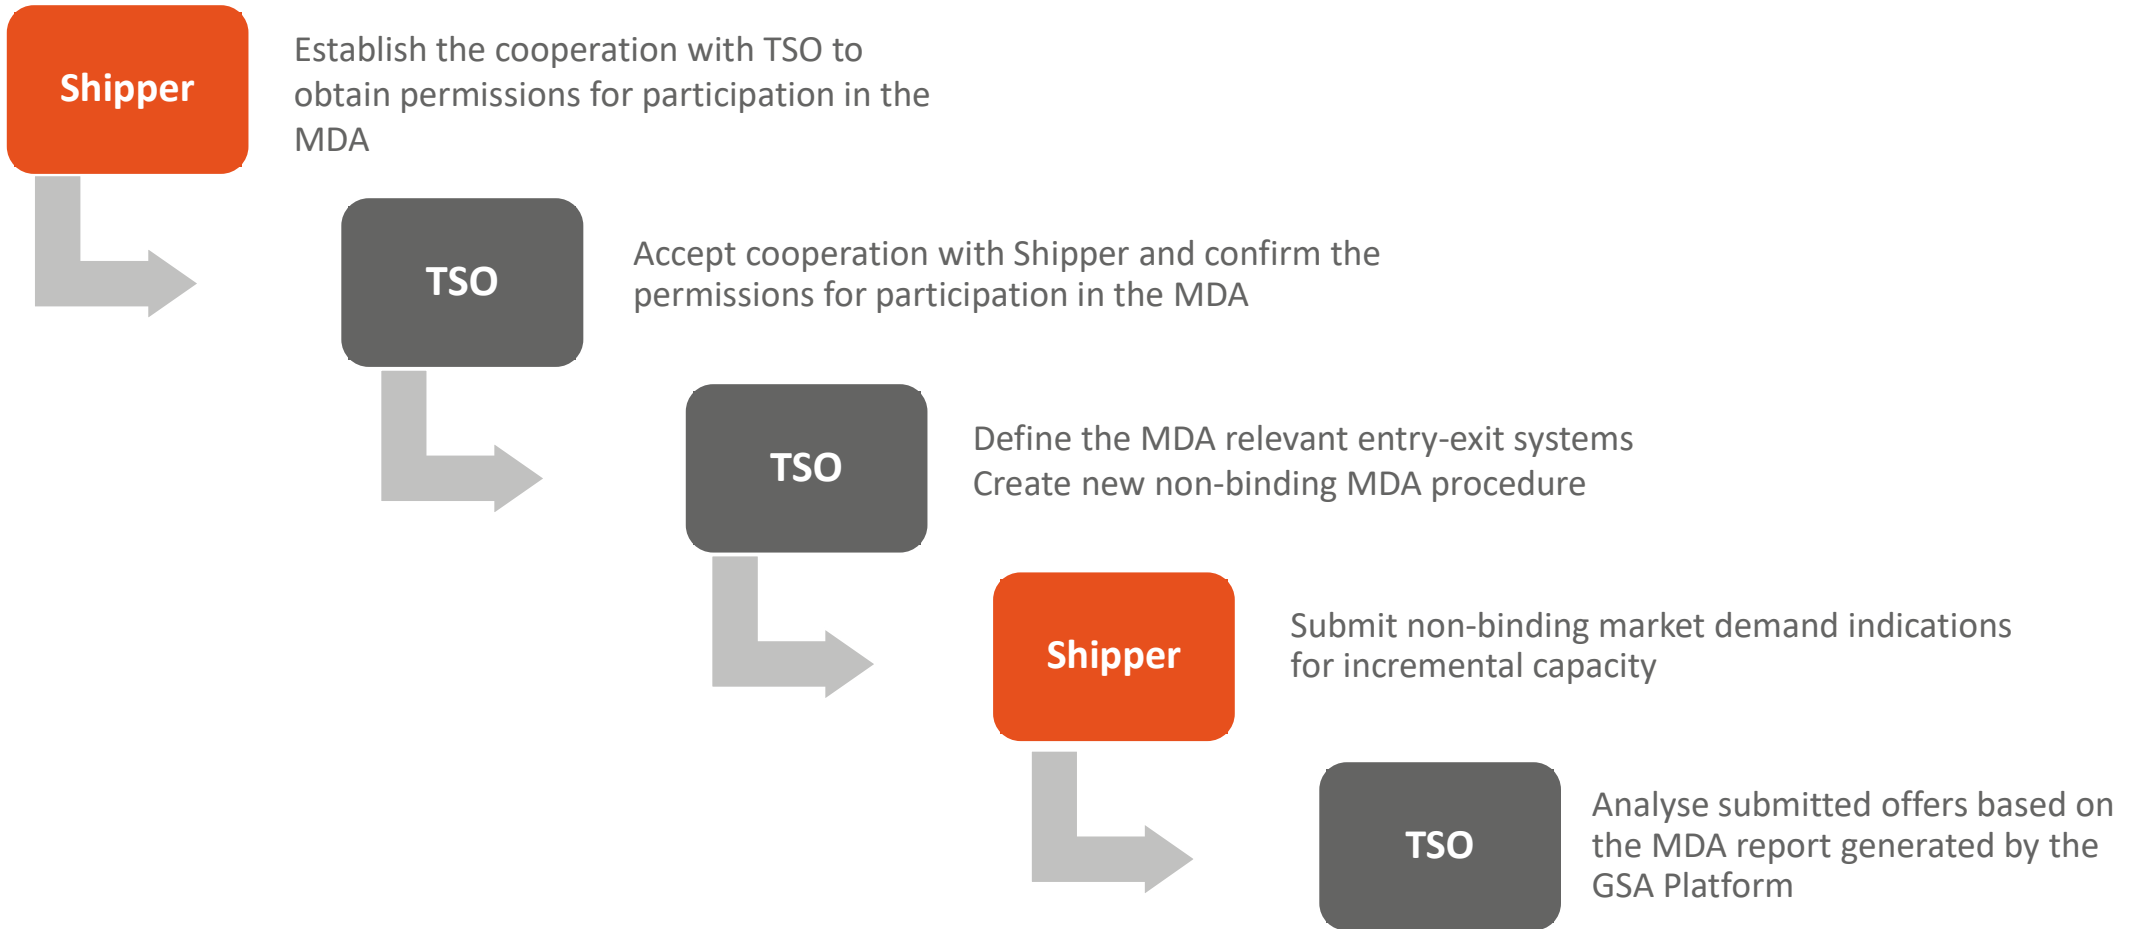 Shipper
Establish the cooperation with TSO to
obtain permissions for participation in the
MDA
TSO
Accept cooperation with Shipper and confirm the
permissions for participation in the MDA
TSO
Define the MDA relevant entry-exit systems
Create new non-binding MDA procedure
Shipper
Submit non-binding market demand indications
for incremental capacity
TSO
Analyse submitted offers based on
the MDA report generated by the
GSA Platform